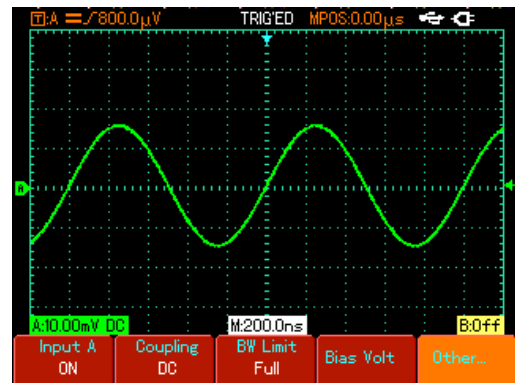 T:A 800.0µV TRIG'ED MPOS:0.00µs
A
A:10.00mV DC M:200.0ns B:Off
Input A Coupling BW Limit Bias Volt Other...
ON DC Full